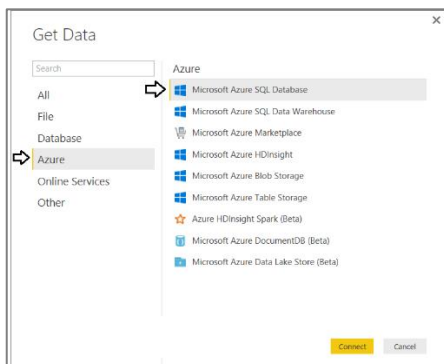 Get Data
Search
All
File
Database
Azure
Online Services
Other
Azure
Microsoft Azure SQL Database
Microsoft Azure SQL Data Warehouse
Microsoft Azure Marketplace
Microsoft Azure HDInsight
Microsoft Azure Blob Storage
Microsoft Azure Table Storage
Azure HDInsight Spark (Beta)
Microsoft Azure DocumentDB (Beta)
Microsoft Azure Data Lake Store (Beta)
Connect
Cancel